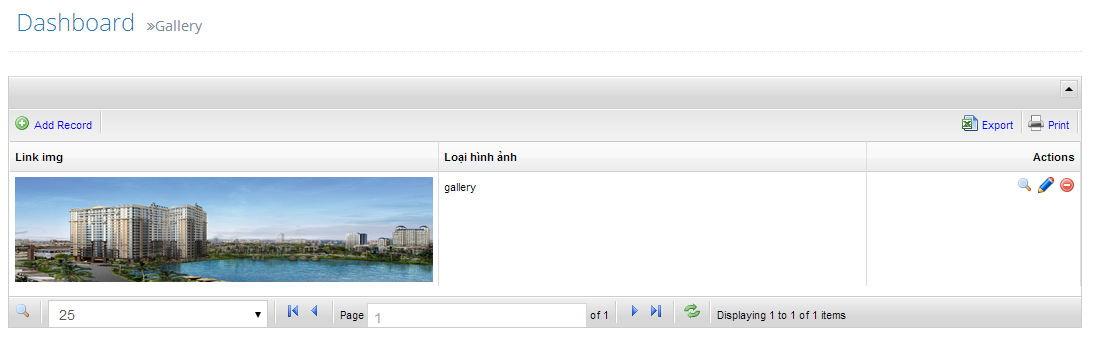 Dashboard »Gallery
Add Record Export Print
Link img Loại hình ảnh Actions
gallery
25 Page 1 of 1 Displaying 1 to 1 of 1 items